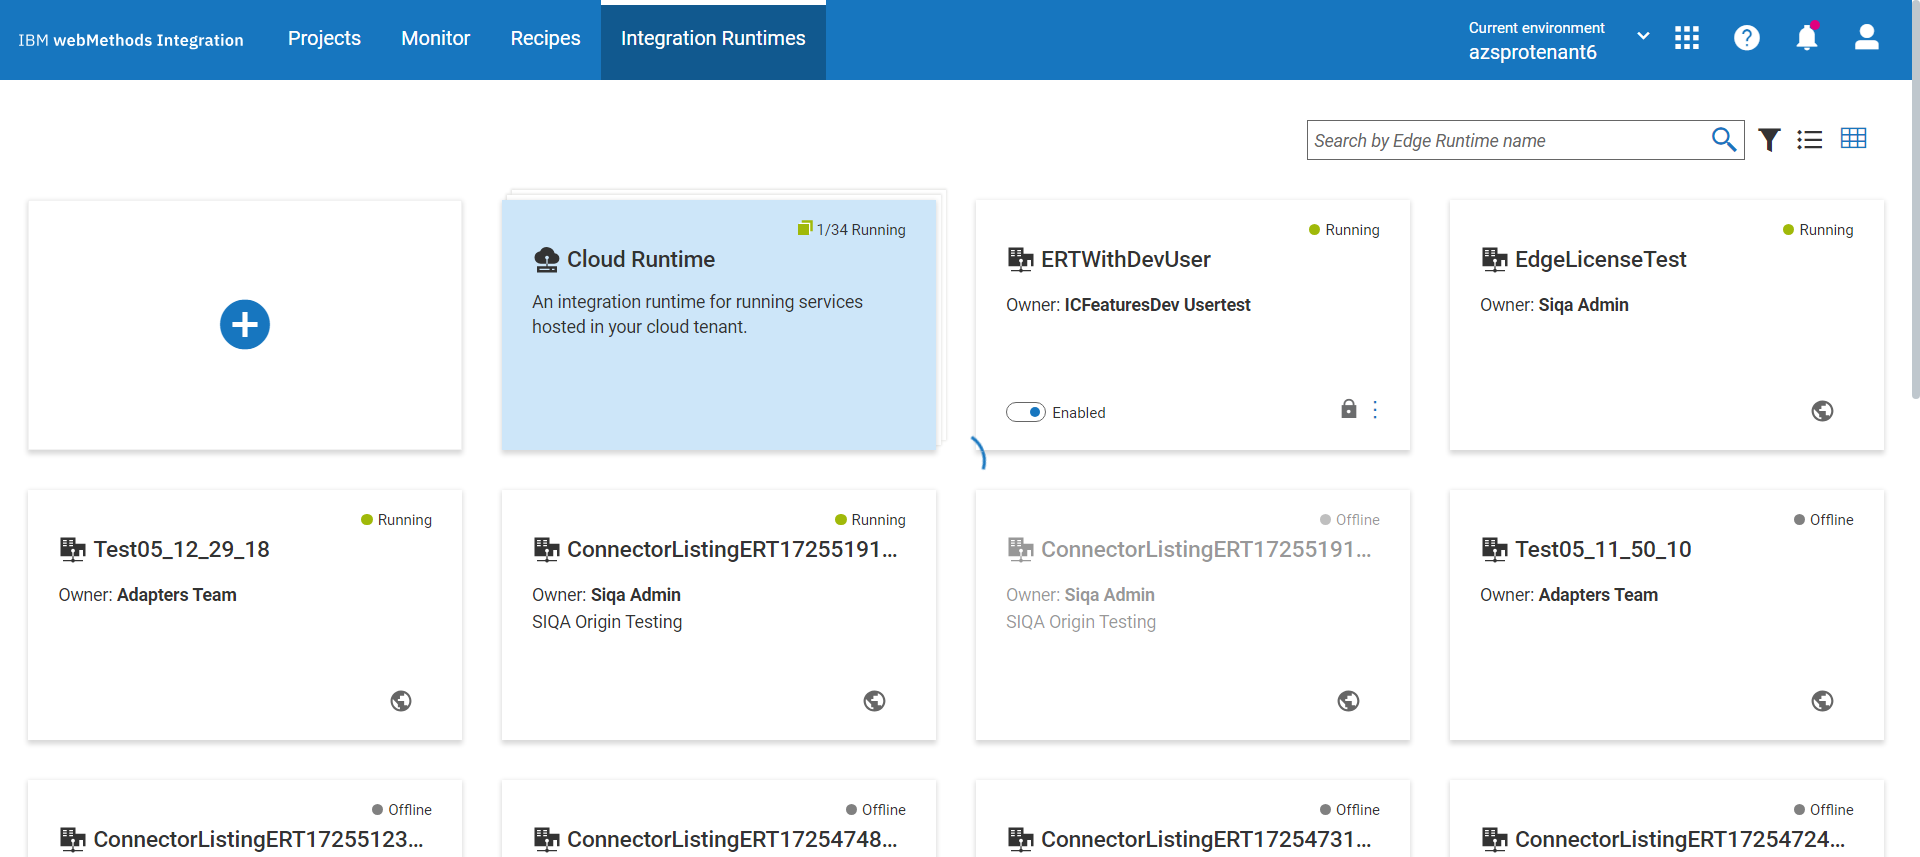 IBM webMethods Integration
Projects
Monitor
Recipes
Integration Runtimes
Current environment
azsprotenant6
Search by Edge Runtime name
1/34 Running
Cloud Runtime
An integration runtime for running services
hosted in your cloud tenant.
Running
ERTWithDevUser
Owner: ICFeaturesDev Usertest
Enabled
Running
EdgeLicenseTest
Owner: Siqa Admin
Running
Test05_12_29_18
Owner: Adapters Team
Running
ConnectorListingERT17255191...
Owner: Siqa Admin
SIQA Origin Testing
Offline
ConnectorListingERT17255191...
Owner: Siqa Admin
SIQA Origin Testing
Offline
Test05_11_50_10
Owner: Adapters Team
Offline
ConnectorListingERT17255123...
Offline
ConnectorListingERT17254748...
Offline
ConnectorListingERT17254731...
Offline
ConnectorListingERT17254724...